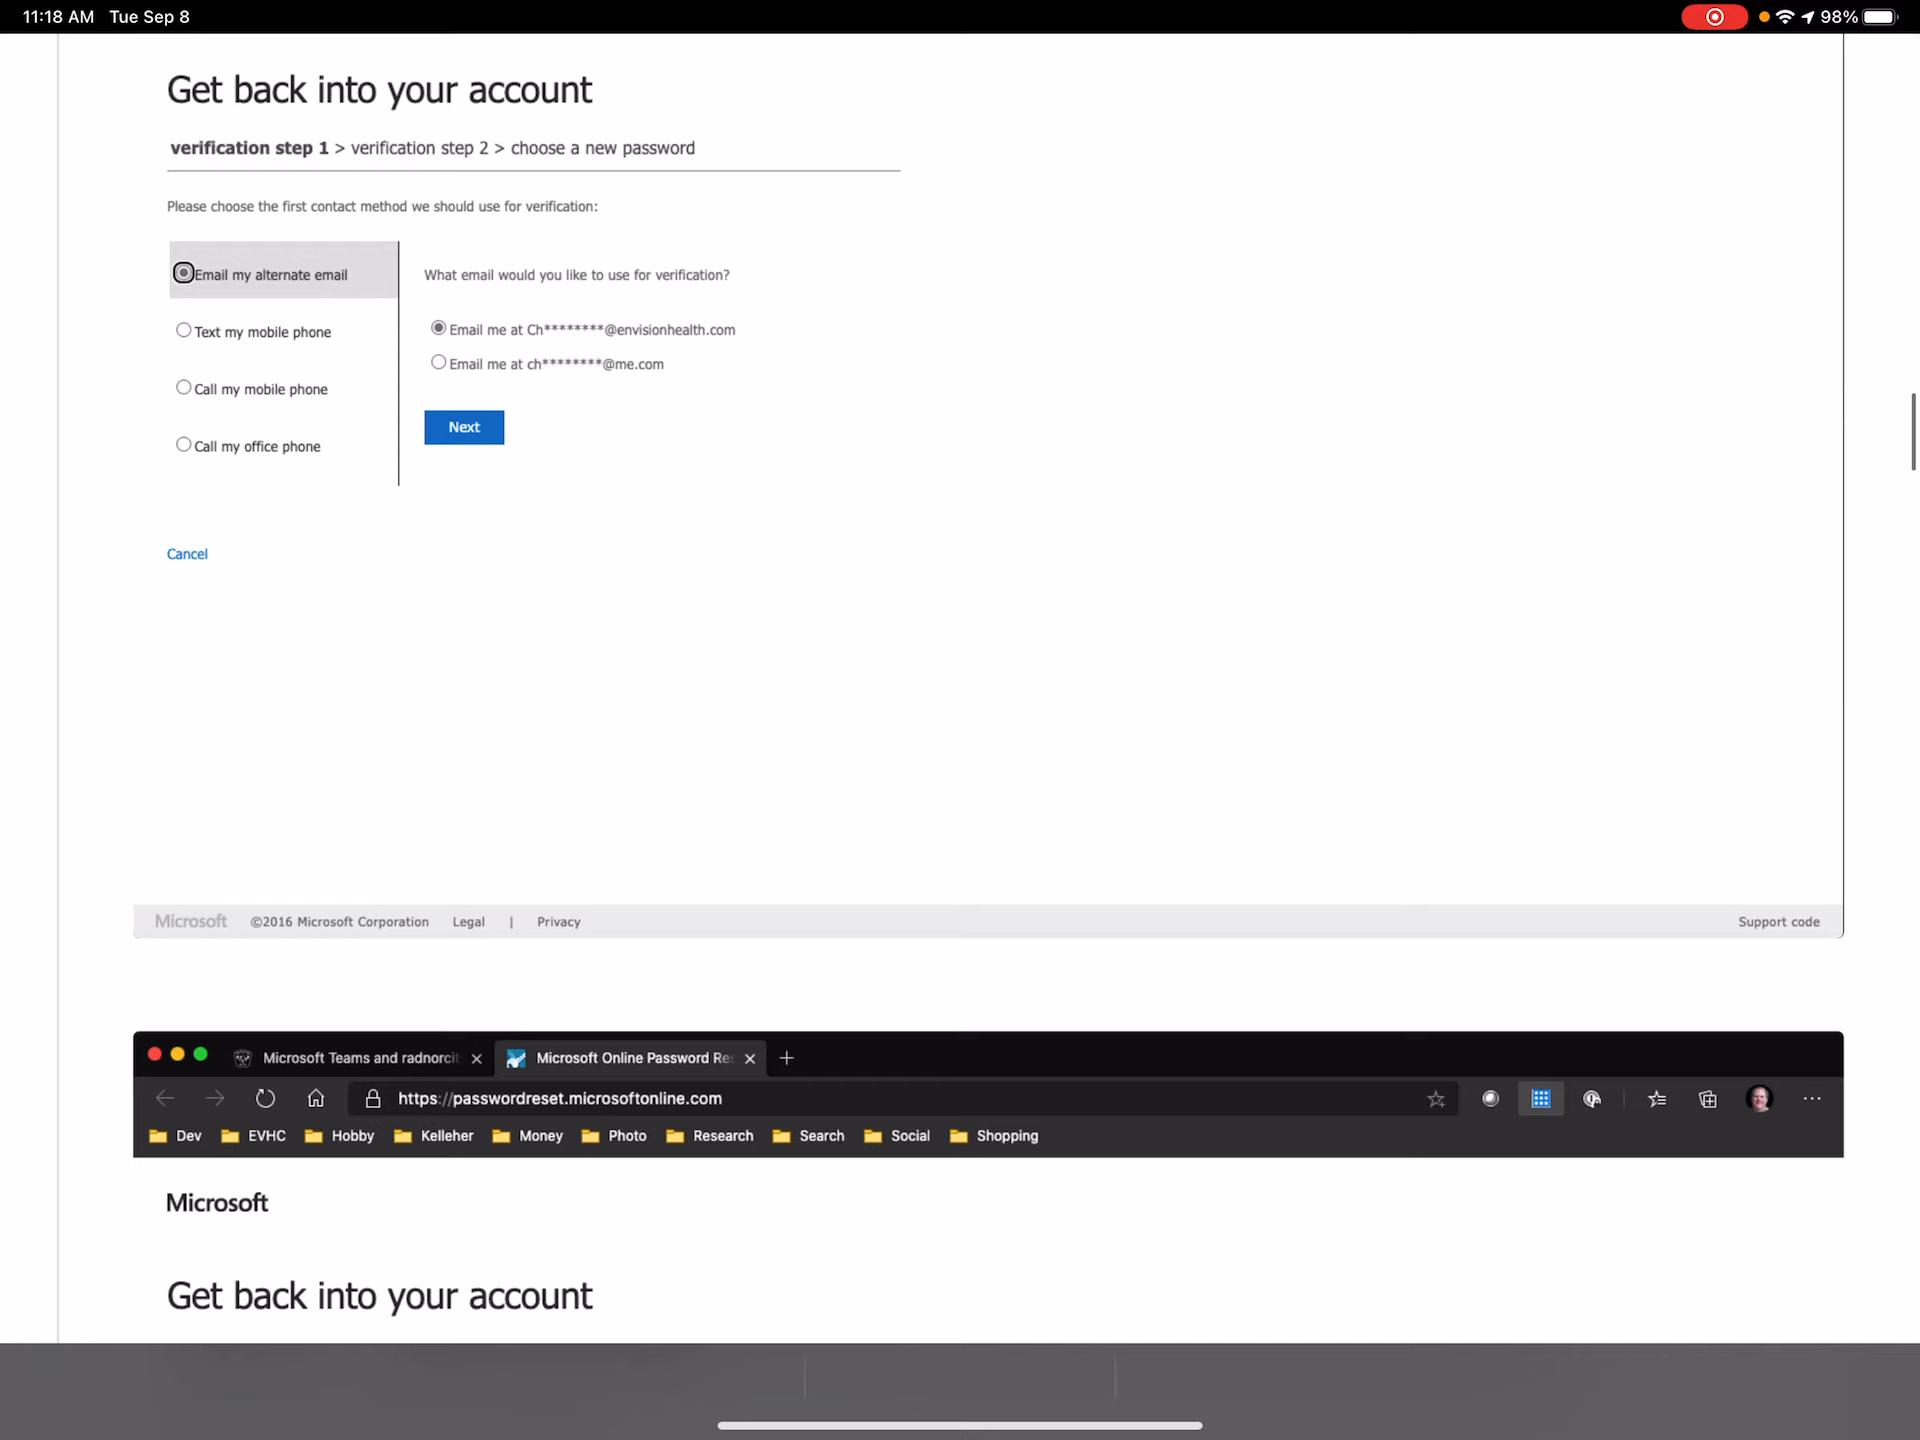 11:18 AM Tue Sep 8
98%
Get back into your account
verification step 1 > verification step 2 > choose a new password
Please choose the first contact method we should use for verification:
Email my alternate email
Text my mobile phone
Call my mobile phone
Call my office phone
What email would you like to use for verification?
Email me at Ch********@envisionhealth.com
Email me at ch********@me.com
Next
Cancel
Microsoft ©2016 Microsoft Corporation Legal | Privacy Support code
Microsoft Teams and radnorcit Microsoft Online Password Res
https://passwordreset.microsoftonline.com
Dev EVHC Hobby Kelleher Money Photo Research Search Social Shopping
Microsoft
Get back into your account